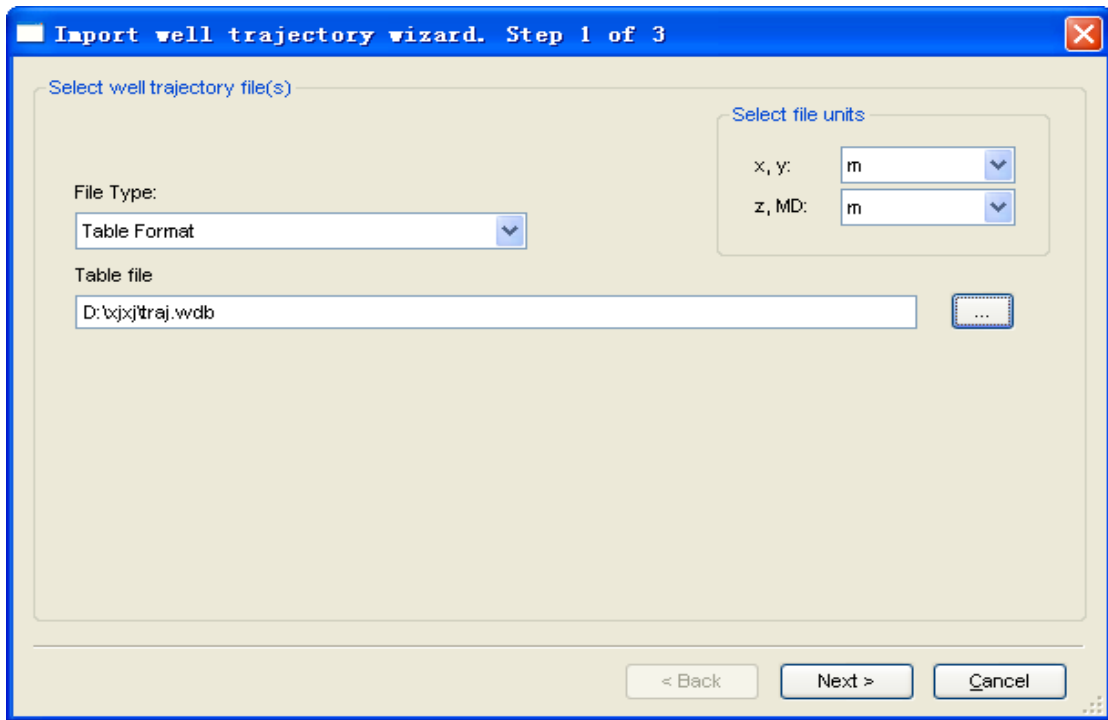 Import well trajectory wizard. Step 1 of 3
Select well trajectory file(s)
Select file units
x, y: m
z, MD: m
File Type:
Table Format
Table file
D:\xjxj\traj.wdb
...
< Back Next > Cancel